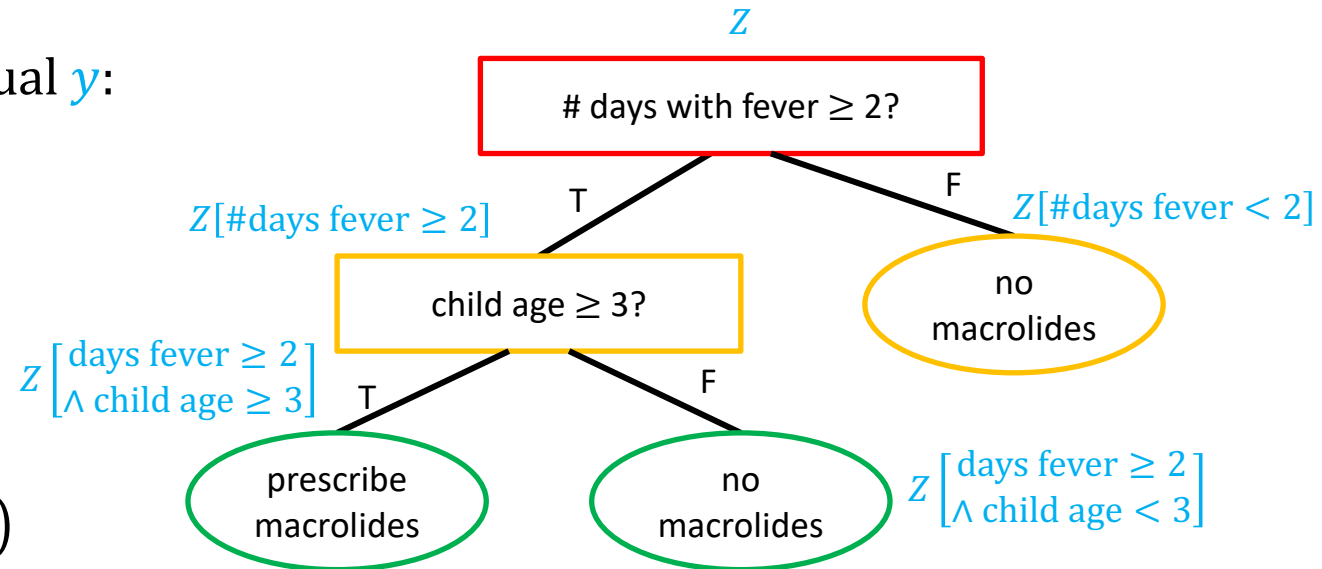 Z
ual y:
# days with fever ≥ 2?
T
F
Z[#days fever ≥ 2]
Z[#days fever < 2]
child age ≥ 3?
no
macrolides
Z[days fever ≥ 2
∧ child age ≥ 3]
T
F
prescribe
macrolides
no
macrolides
Z[days fever ≥ 2
∧ child age < 3]
)